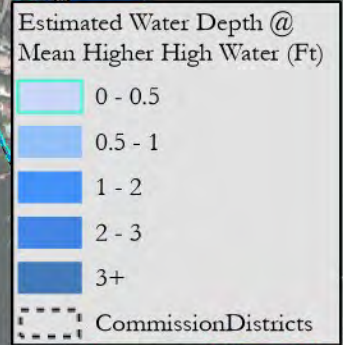 Estimated Water Depth @
Mean Higher High Water (Ft)
0 - 0.5
0.5 - 1
1 - 2
2 - 3
3+
CommissionDistricts